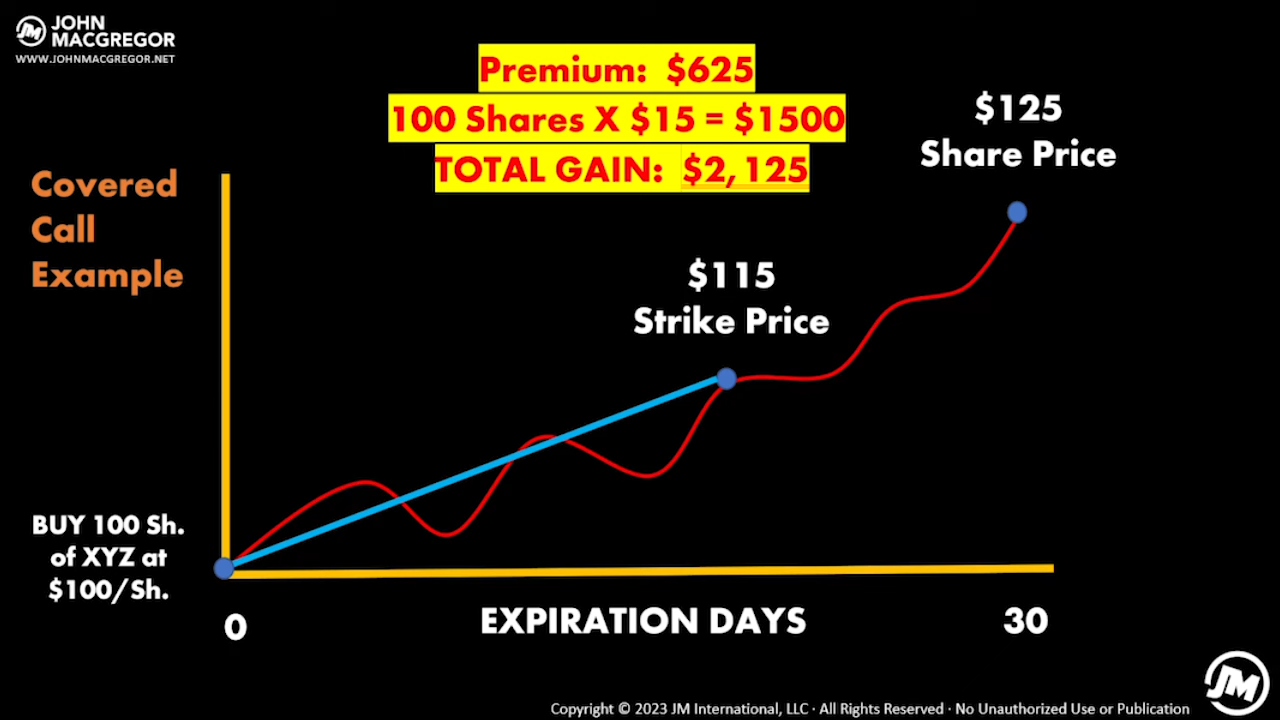 JM JOHN
MACGREGOR
WWW.JOHNMACGREGOR.NET
Premium: $625
100 Shares X $15 = $1500
TOTAL GAIN: $2,125
$125
Share Price
Covered
Call
Example
$115
Strike Price
BUY 100 Sh.
of XYZ at
$100/Sh.
0
EXPIRATION DAYS
30
JM
Copyright © 2023 JM International, LLC · All Rights Reserved · No Unauthorized Use or Publication